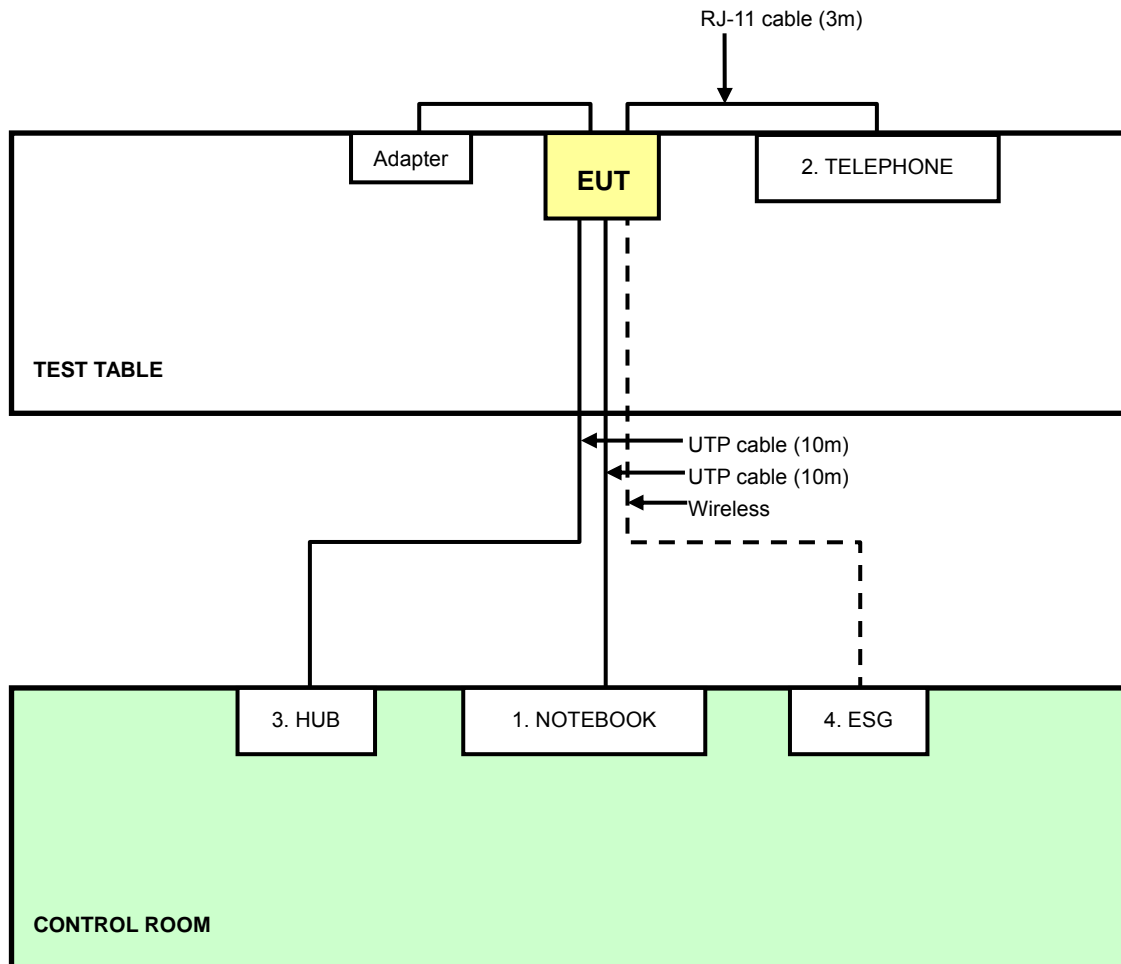 RJ-11 cable (3m)
Adapter
EUT
2. TELEPHONE
TEST TABLE
UTP cable (10m)
UTP cable (10m)
Wireless
3. HUB
1. NOTEBOOK
4. ESG
CONTROL ROOM